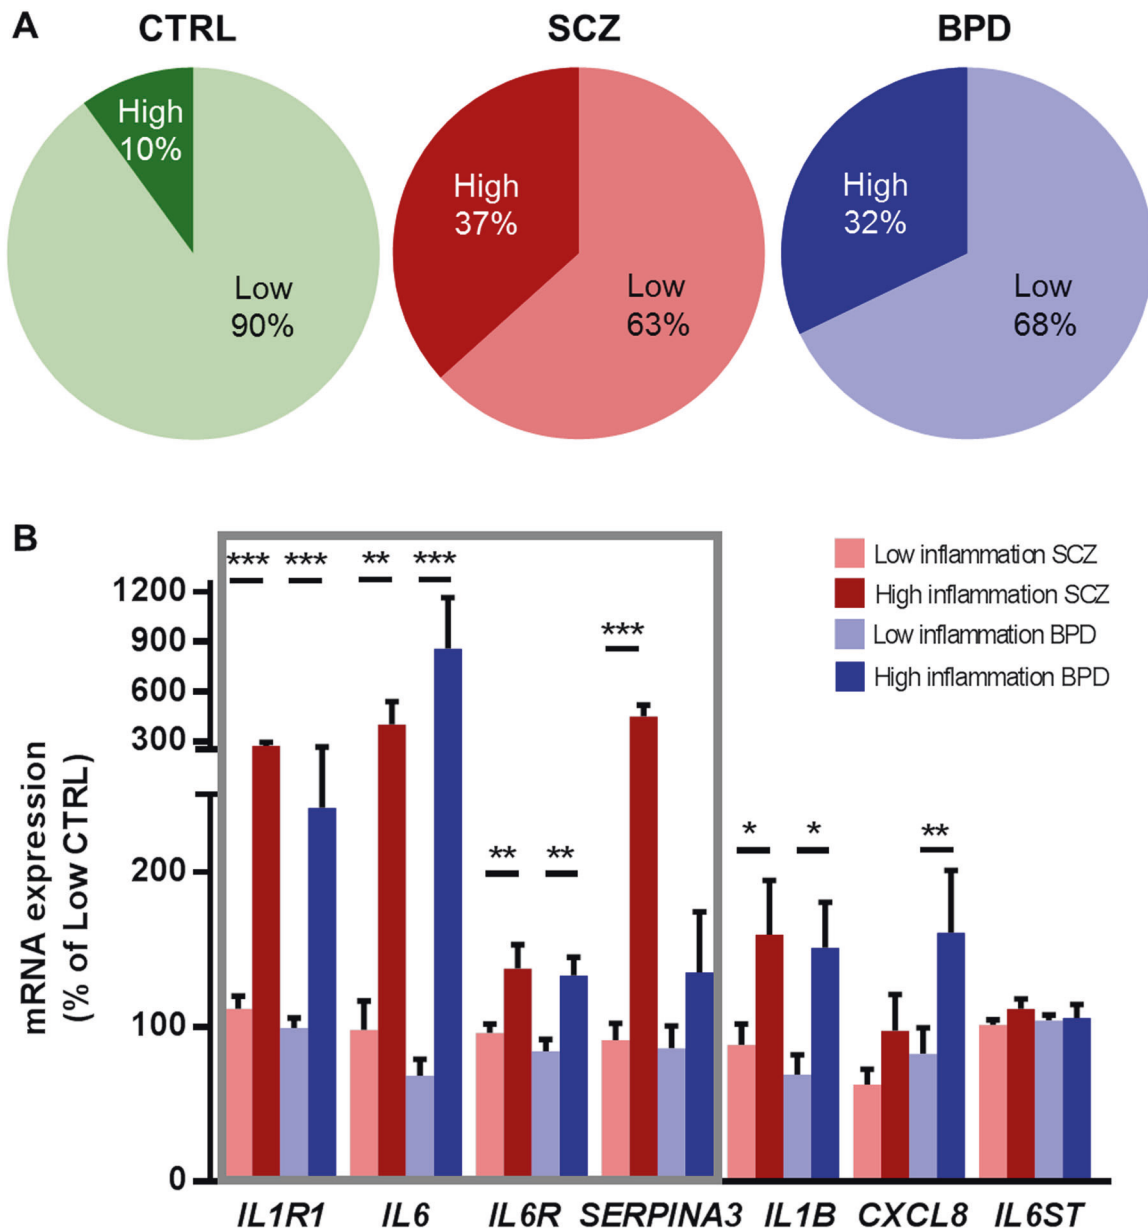 A
CTRL
SCZ
BPD
High
10%
Low
90%
High
37%
Low
63%
High
32%
Low
68%
B
*** *** ** *** ** ** *** * * **
Low inflammation SCZ
High inflammation SCZ
Low inflammation BPD
High inflammation BPD
mRNA expression
(% of Low CTRL)
1200
900
600
300
200
100
0
IL1R1 IL6 IL6R SERPINA3 IL1B CXCL8 IL6ST